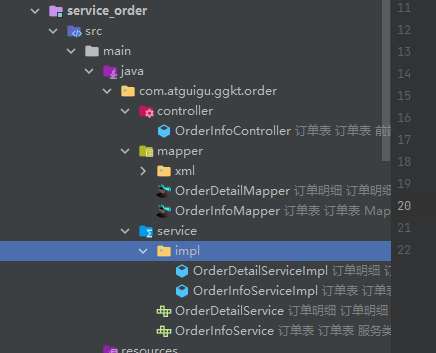 service_order
src
main
java
com.atguigu.ggkt.order
controller
OrderInfoController 订单表 订单表 前
mapper
xml
OrderDetailMapper 订单明细 订单明细
OrderInfoMapper 订单表 订单表 Map
service
impl
OrderDetailServiceImpl 订单明细 订
OrderInfoServiceImpl 订单表 订单表
OrderDetailService 订单明细 订单明细
OrderInfoService 订单表 订单表 服务类
resources
11
12
13
14
15
16
17
18
19
20
21
22